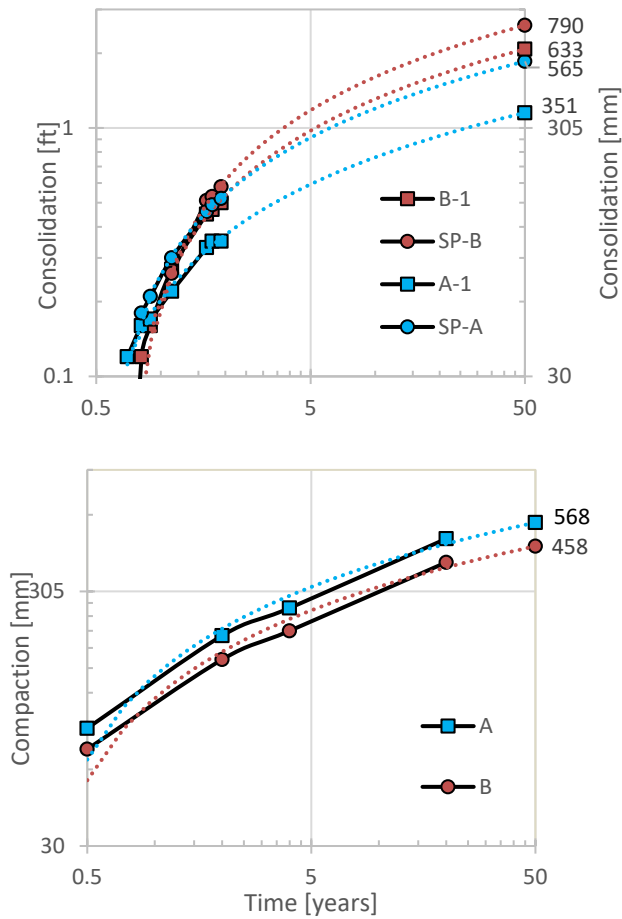 790
633
565
351
305
1
Consolidation [ft]
Consolidation [mm]
B-1
SP-B
A-1
SP-A
0.1
30
0.5
5
50
568
458
305
Compaction [mm]
A
B
30
0.5
5
50
Time [years]